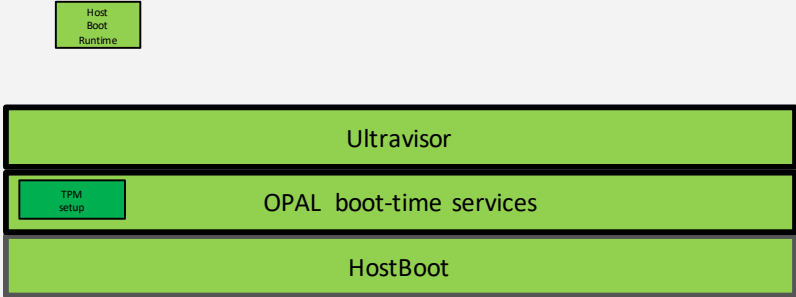 Host
Boot
Runtime
Ultravisor
TPM
setup
OPAL boot-time services
HostBoot